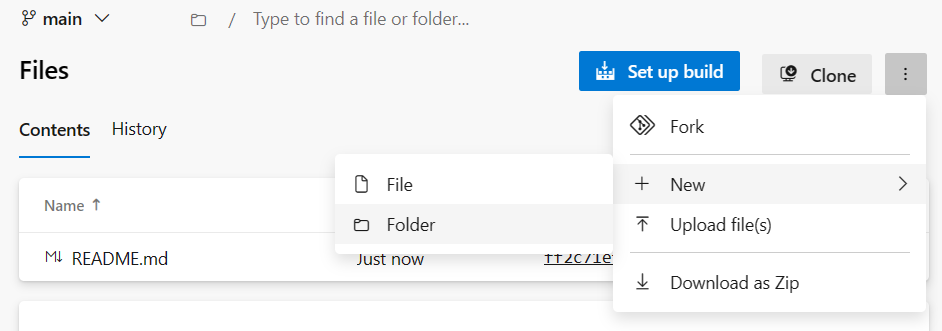 main
/ Type to find a file or folder...
Files
Set up build
Clone
Contents
History
Fork
New
File
Folder
Upload file(s)
Download as Zip
Name ↑
README.md
Just now